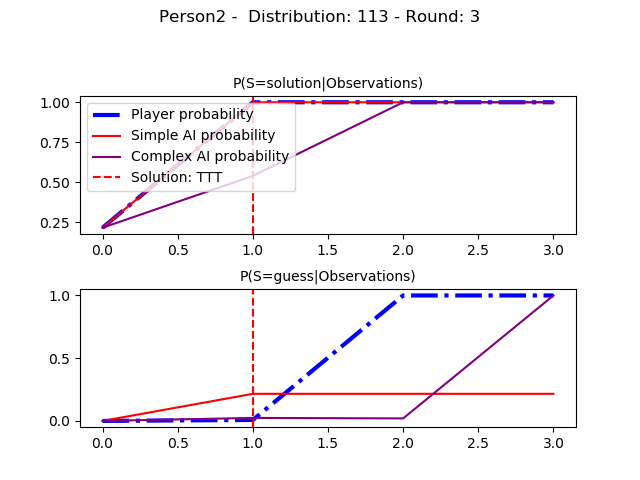 Person2 -  Distribution: 113 - Round: 3
P(S=solution|Observations)
1.00
0.75
0.50
0.25
Player probability
Simple AI probability
Complex AI probability
Solution: TTT
0.0 0.5 1.0 1.5 2.0 2.5 3.0
P(S=guess|Observations)
1.0
0.5
0.0
0.0 0.5 1.0 1.5 2.0 2.5 3.0